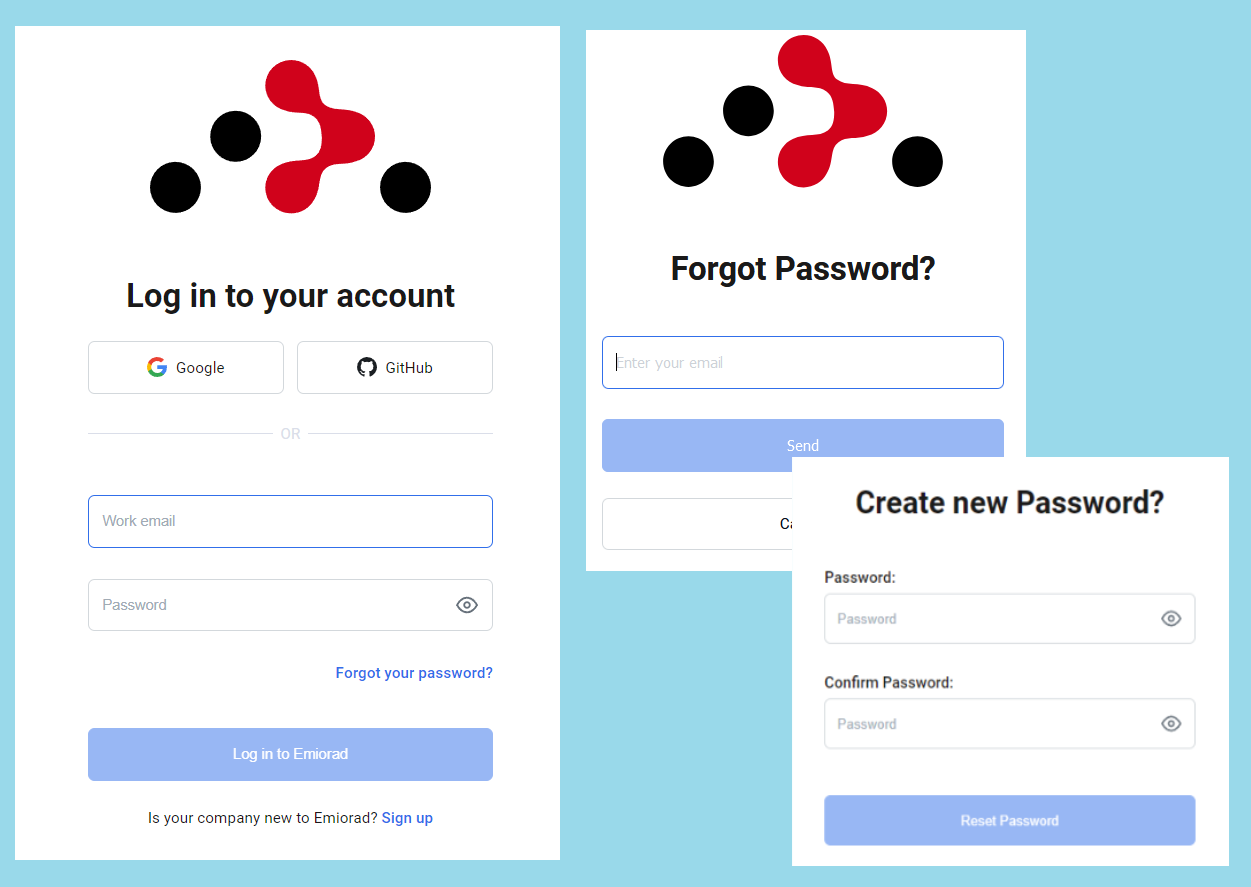 Log in to your account
Google
GitHub
OR
Work email
Password
Forgot your password?
Log in to Emiorad
Is your company new to Emiorad? Sign up
Forgot Password?
Enter your email
Send
Ca
Create new Password?
Password:
Password
Confirm Password:
Password
Reset Password